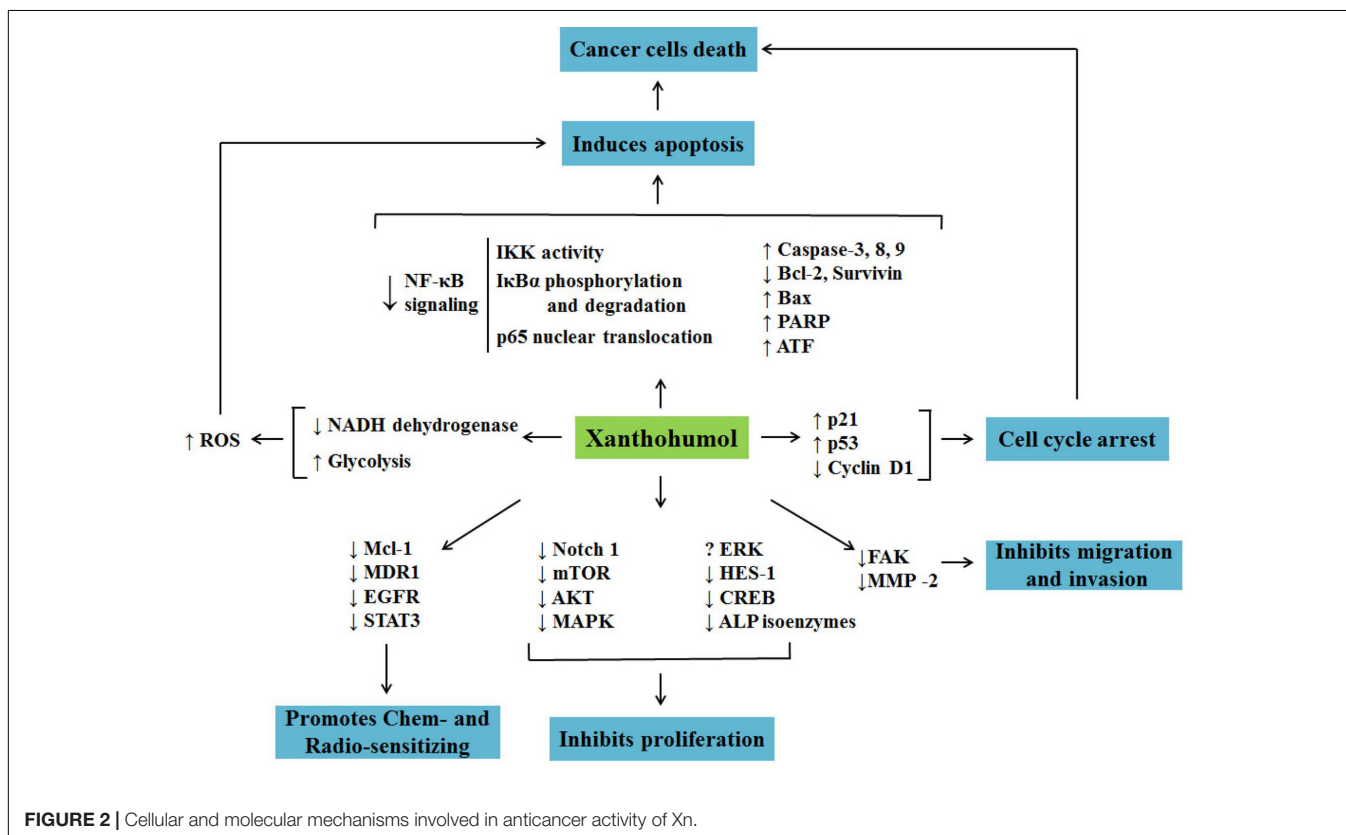 Cancer cells death
Induces apoptosis
↓ NF-κB
signaling
IKK activity
IκBα phosphorylation
and degradation
p65 nuclear translocation
↑ Caspase-3, 8, 9
↓ Bcl-2, Survivin
↑ Bax
↑ PARP
↑ ATF
↑ ROS
↓ NADH dehydrogenase
↑ Glycolysis
Xanthohumol
↑ p21
↑ p53
↓ Cyclin D1
Cell cycle arrest
↓ Mcl-1
↓ MDR1
↓ EGFR
↓ STAT3
↓ Notch 1
↓ mTOR
↓ AKT
↓ MAPK
? ERK
↓ HES-1
↓ CREB
↓ ALP isoenzymes
↓FAK
↓MMP -2
Inhibits migration
and invasion
Promotes Chem- and
Radio-sensitizing
Inhibits proliferation
FIGURE 2 | Cellular and molecular mechanisms involved in anticancer activity of Xn.